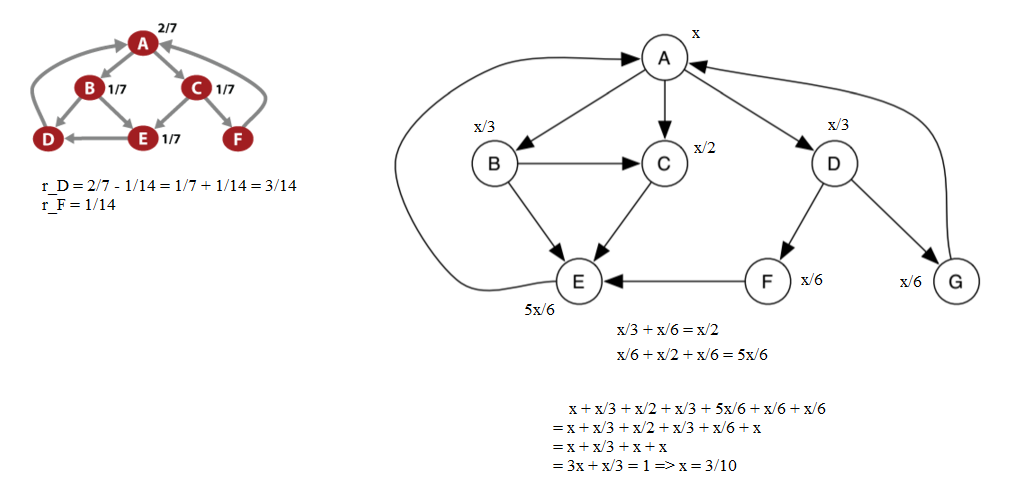 2/7
A
B 1/7
C 1/7
D
E 1/7
F
r_D = 2/7 - 1/14 = 1/7 + 1/14 = 3/14
r_F = 1/14
x
A
x/3
x/3
B
C
x/2
D
E
F
x/6
x/6
G
5x/6
x/3 + x/6 = x/2
x/6 + x/2 + x/6 = 5x/6
x + x/3 + x/2 + x/3 + 5x/6 + x/6 + x/6
= x + x/3 + x/2 + x/3 + x/6 + x
= x + x/3 + x + x
= 3x + x/3 = 1 => x = 3/10